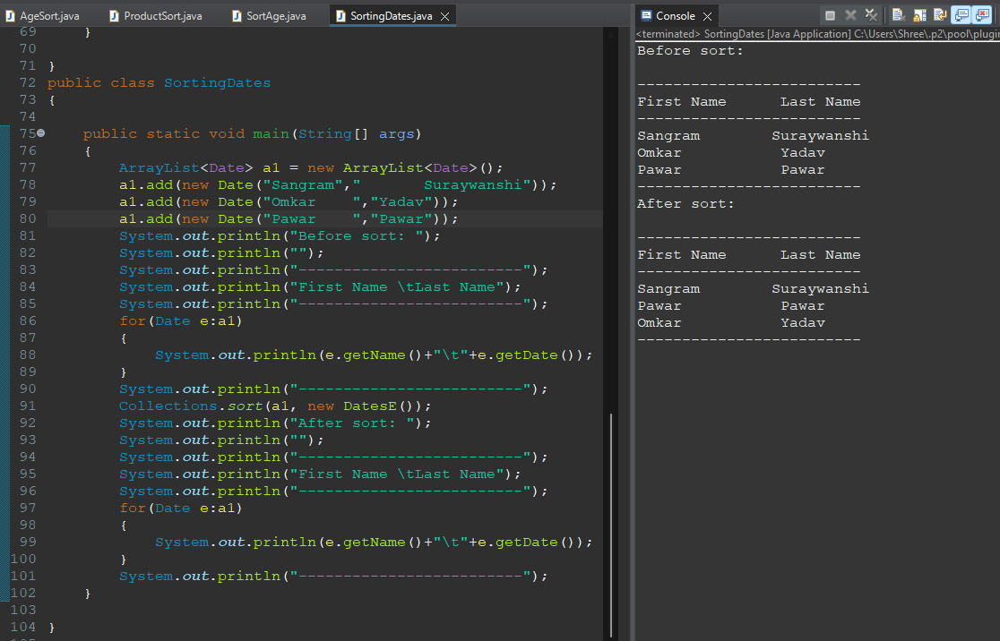 AgeSort.java ProductSort.java SortAge.java SortingDates.java
69 }
70
71 }
72 public class SortingDates
73 {
74
75 public static void main(String[] args)
76 {
77 ArrayList<Date> a1 = new ArrayList<Date>();
78 a1.add(new Date("Sangram","       Suraywanshi"));
79 a1.add(new Date("Omkar    ","Yadav"));
80 a1.add(new Date("Pawar    ","Pawar"));
81 System.out.println("Before sort: ");
82 System.out.println("");
83 System.out.println("-------------------------");
84 System.out.println("First Name \tLast Name");
85 System.out.println("-------------------------");
86 for(Date e:a1)
87 {
88 System.out.println(e.getName()+"\t"+e.getDate());
89 }
90 System.out.println("-------------------------");
91 Collections.sort(a1, new DatesE());
92 System.out.println("After sort: ");
93 System.out.println("");
94 System.out.println("-------------------------");
95 System.out.println("First Name \tLast Name");
96 System.out.println("-------------------------");
97 for(Date e:a1)
98 {
99 System.out.println(e.getName()+"\t"+e.getDate());
100 }
101 System.out.println("-------------------------");
102 }
103
104 }
Console
<terminated> SortingDates [Java Application] C:\Users\Shree\.p2\pool\plugin
Before sort:
-------------------------
First Name      Last Name
-------------------------
Sangram        Suraywanshi
Omkar           Yadav
Pawar           Pawar
-------------------------
After sort:
-------------------------
First Name      Last Name
-------------------------
Sangram        Suraywanshi
Pawar           Pawar
Omkar           Yadav
-------------------------